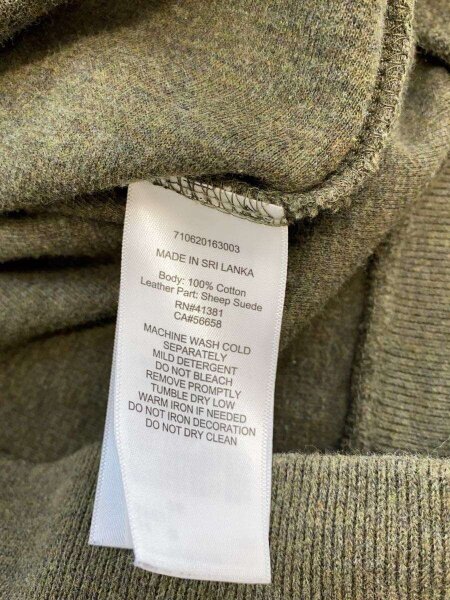 710620163003
MADE IN SRI LANKA
Body: 100% Cotton
Leather Part: Sheep Suede
RN#41381
CA#56658
MACHINE WASH COLD
SEPARATELY
MILD DETERGENT
DO NOT BLEACH
REMOVE PROMPTLY
TUMBLE DRY LOW
WARM IRON IF NEEDED
DO NOT IRON DECORATION
DO NOT DRY CLEAN